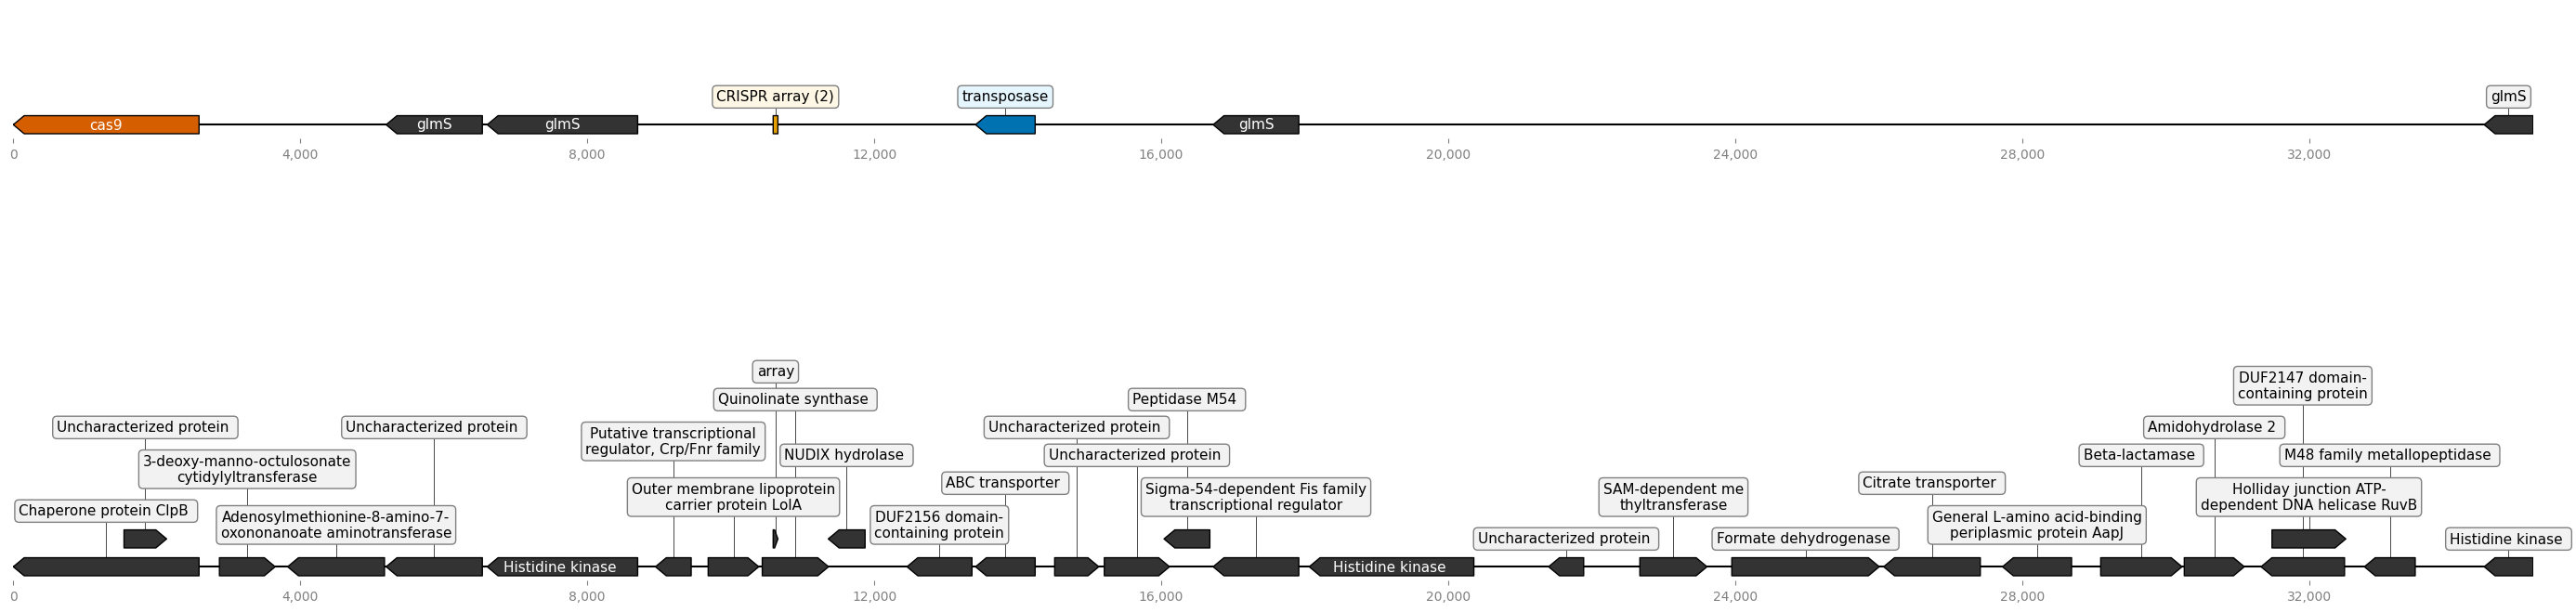 CRISPR array (2)
transposase
glmS
cas9
glmS
glmS
glmS
0
4,000
8,000
12,000
16,000
20,000
24,000
28,000
32,000
array
DUF2147 domain-
containing protein
Quinolinate synthase
Peptidase M54
Uncharacterized protein
Uncharacterized protein
Putative transcriptional
regulator, Crp/Fnr family
Uncharacterized protein
Amidohydrolase 2
3-deoxy-manno-octulosonate
cytidylyltransferase
NUDIX hydrolase
Uncharacterized protein
Beta-lactamase
M48 family metallopeptidase
Outer membrane lipoprotein
carrier protein LolA
ABC transporter
Sigma-54-dependent Fis family
transcriptional regulator
SAM-dependent me
thyltransferase
Citrate transporter
Holliday junction ATP-
dependent DNA helicase RuvB
Chaperone protein ClpB
Adenosylmethionine-8-amino-7-
oxononanoate aminotransferase
DUF2156 domain-
containing protein
General L-amino acid-binding
periplasmic protein AapJ
Uncharacterized protein
Formate dehydrogenase
Histidine kinase
Histidine kinase
Histidine kinase
0
4,000
8,000
12,000
16,000
20,000
24,000
28,000
32,000